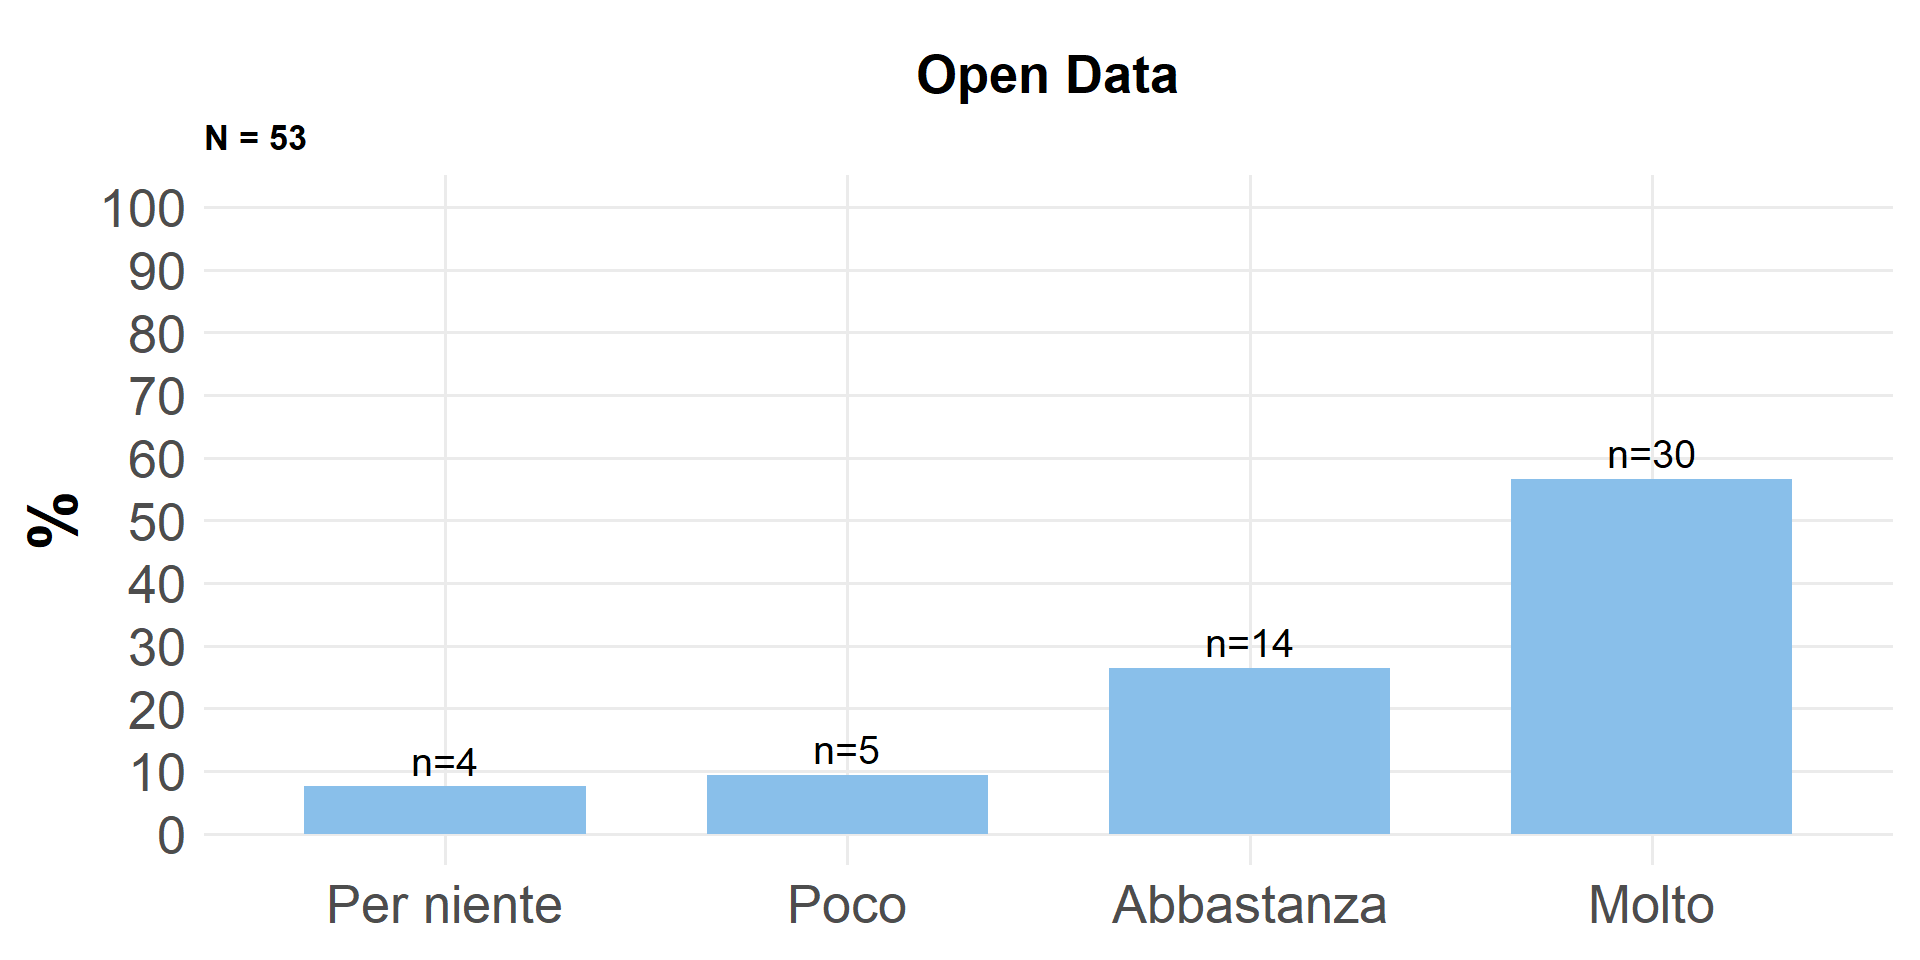 Open Data
N = 53
100
90
80
70
60
50
40
30
20
10
0
%
n=4
n=5
n=14
n=30
Per niente
Poco
Abbastanza
Molto